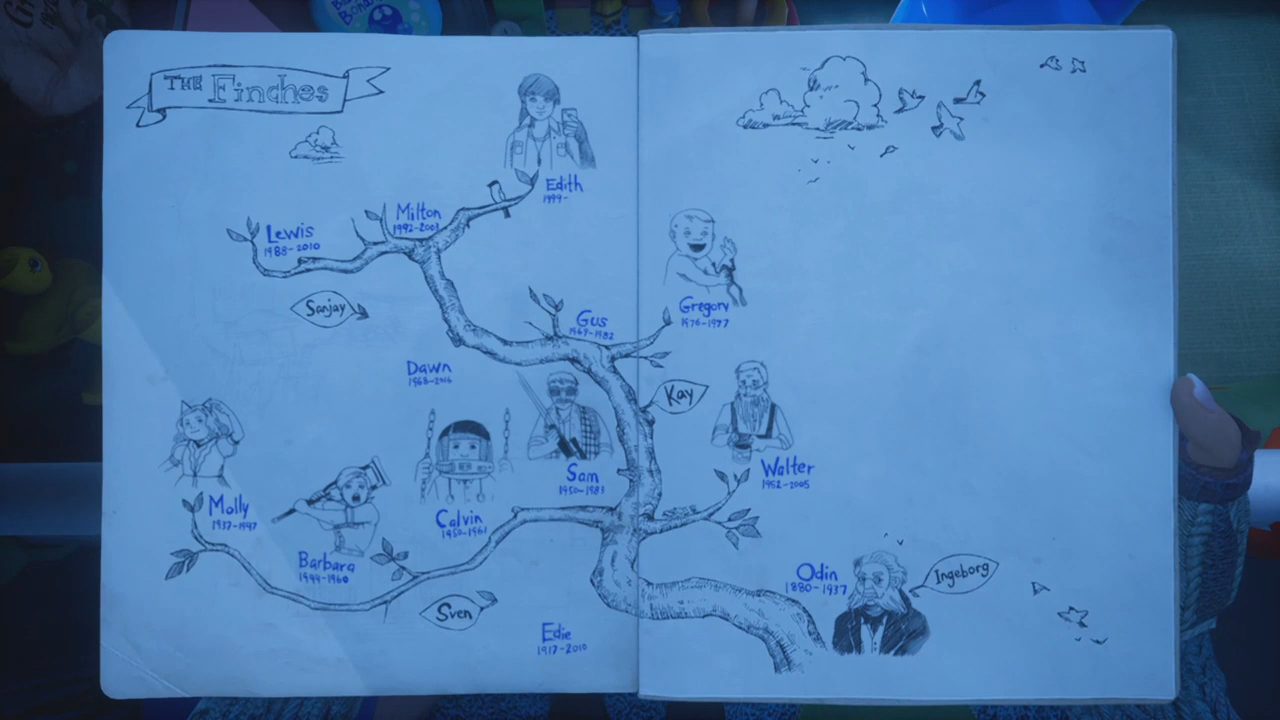 THE Finches
Edith
1999-
Milton
1992-2003
Lewis
1988-2010
Sanjay
Gus
1969-1982
Gregory
1976-1977
Dawn
1968-2016
Kay
Sam
1950-1983
Walter
1952-2005
Molly
1937-1947
Calvin
1950-1961
Barbara
1944-1960
Odin
1880-1937
Ingeborg
Sven
Edie
1917-2010